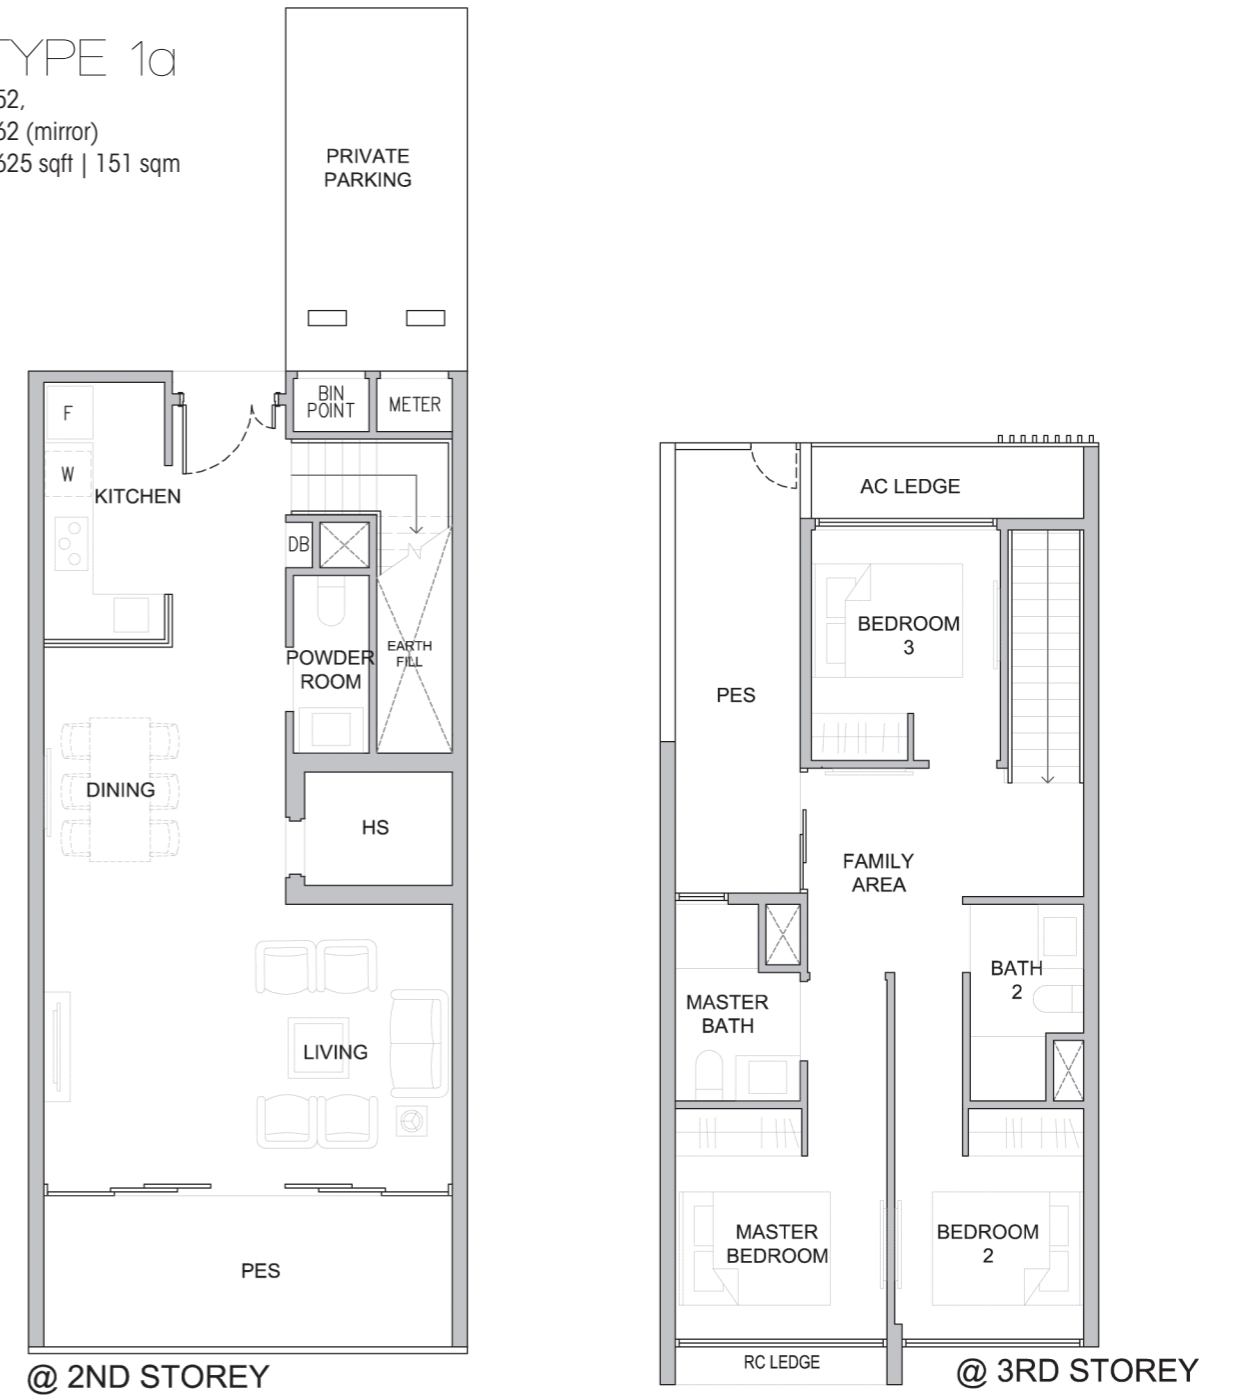 TYPE 1a
52,
62 (mirror)
625 sqft | 151 sqm
PRIVATE
PARKING
BIN
POINT
METER
F
W
KITCHEN
DB
POWDER
ROOM
EARTH
FILL
DINING
HS
LIVING
PES
@ 2ND STOREY
AC LEDGE
BEDROOM
3
PES
FAMILY
AREA
BATH
2
MASTER
BATH
MASTER
BEDROOM
BEDROOM
2
RC LEDGE
@ 3RD STOREY